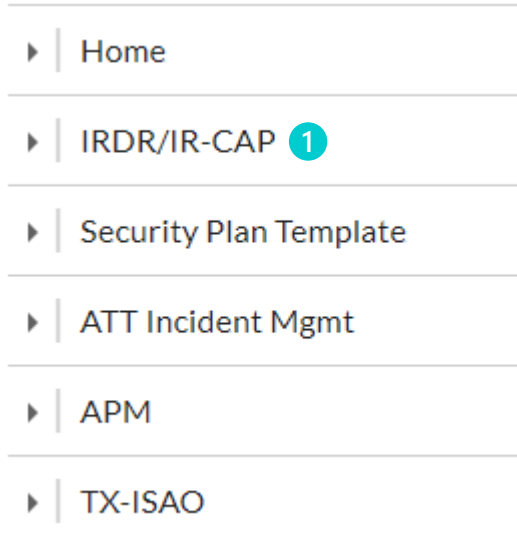 Home
IRDR/IR-CAP 1
Security Plan Template
ATT Incident Mgmt
APM
TX-ISAO